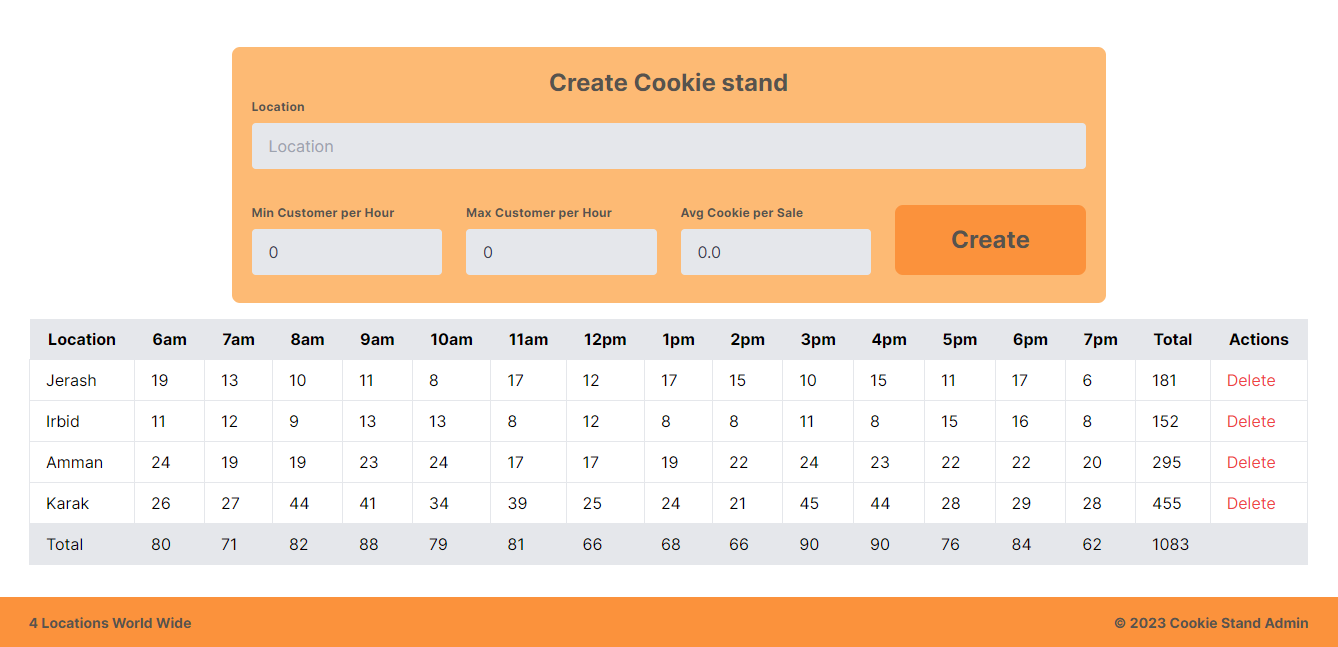 Create Cookie stand
Location
Location
Min Customer per Hour Max Customer per Hour Avg Cookie per Sale
0 0 0.0 Create
Location 6am 7am 8am 9am 10am 11am 12pm 1pm 2pm 3pm 4pm 5pm 6pm 7pm Total Actions
Jerash 19 13 10 11 8 17 12 17 15 10 15 11 17 6 181 Delete
Irbid 11 12 9 13 13 8 12 8 8 11 8 15 16 8 152 Delete
Amman 24 19 19 23 24 17 17 19 22 24 23 22 22 20 295 Delete
Karak 26 27 44 41 34 39 25 24 21 45 44 28 29 28 455 Delete
Total 80 71 82 88 79 81 66 68 66 90 90 76 84 62 1083
4 Locations World Wide © 2023 Cookie Stand Admin